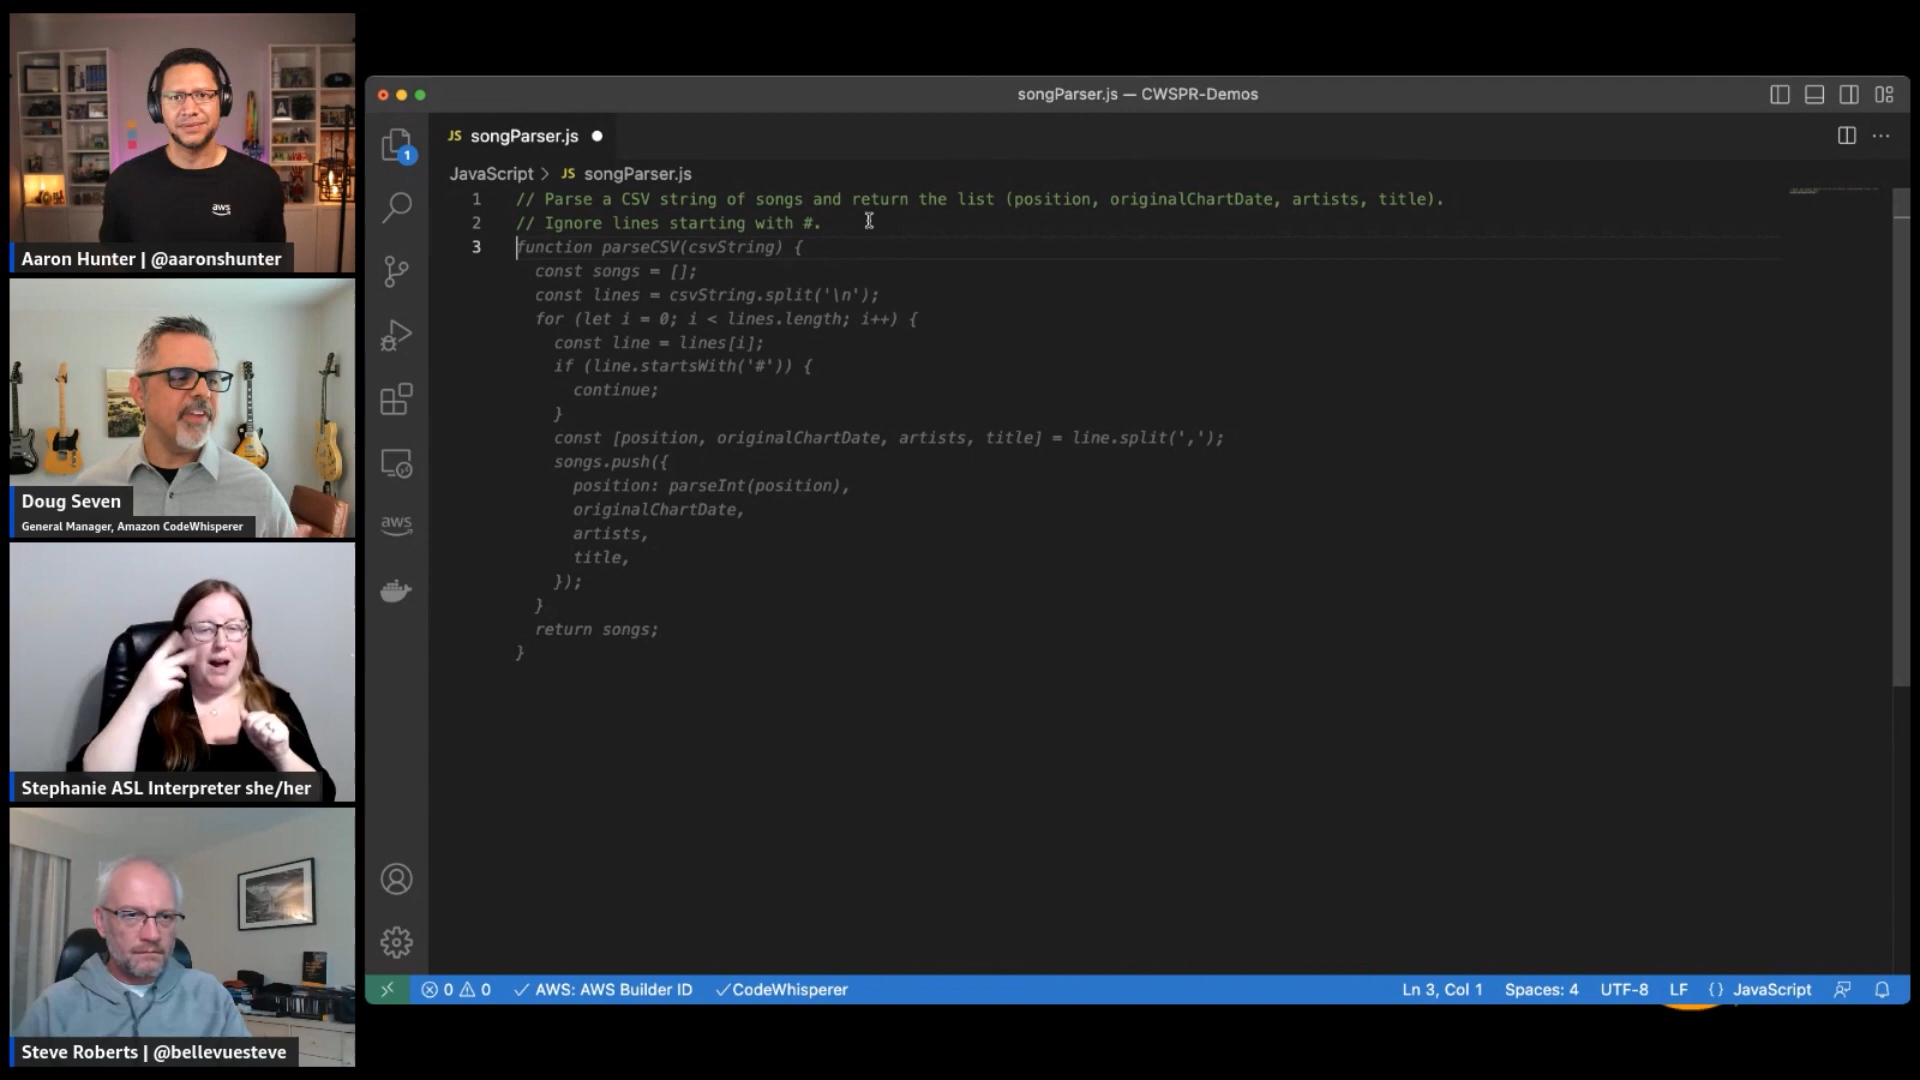 aws
Aaron Hunter | @aaronshunter
Doug Seven
General Manager, Amazon CodeWhisperer
Stephanie ASL Interpreter she/her
Steve Roberts | @bellevuesteve
songParser.js — CWSPR-Demos
JS songParser.js
1
JavaScript > JS songParser.js
1 // Parse a CSV string of songs and return the list (position, originalChartDate, artists, title).
2 // Ignore lines starting with #.
3 function parseCSV(csvString) {
const songs = [];
const lines = csvString.split('\n');
for (let i = 0; i < lines.length; i++) {
const line = lines[i];
if (line.startsWith('#')) {
continue;
}
const [position, originalChartDate, artists, title] = line.split(',');
songs.push({
position: parseInt(position),
originalChartDate,
artists,
title,
});
}
return songs;
}
aws
0 0 AWS: AWS Builder ID CodeWhisperer Ln 3, Col 1 Spaces: 4 UTF-8 LF {} JavaScript